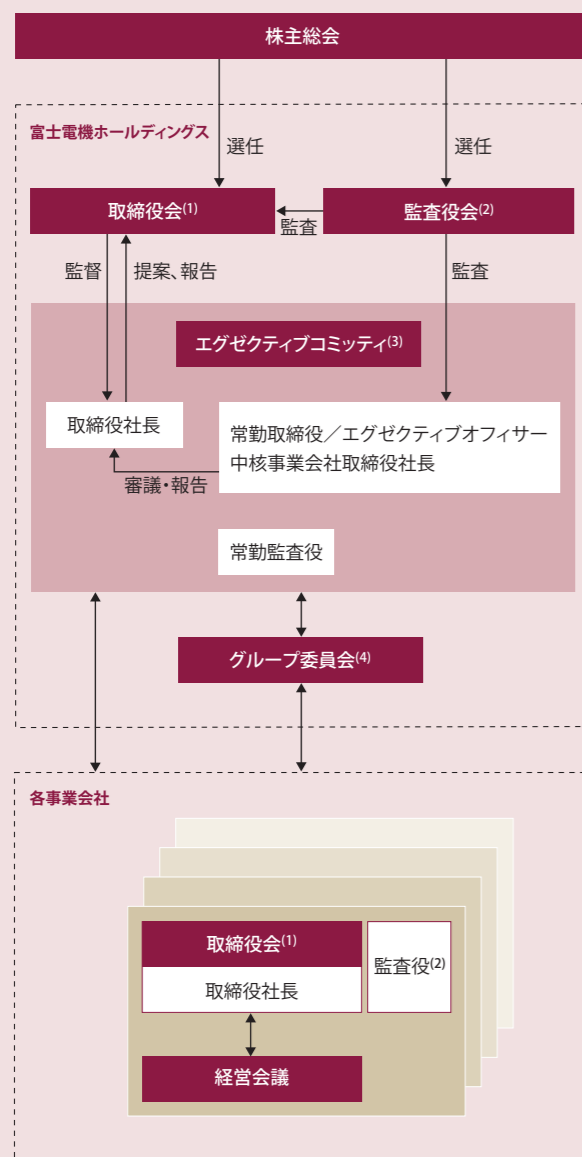 株主総会
富士電機ホールディングス
選任
選任
取締役会(1)
監査
監査役会(2)
監督
提案、報告
監査
エグゼクティブコミッティ(3)
取締役社長
常勤取締役／エグゼクティブオフィサー
中核事業会社取締役社長
審議・報告
常勤監査役
グループ委員会(4)
各事業会社
取締役会(1)
監査役(2)
取締役社長
経営会議